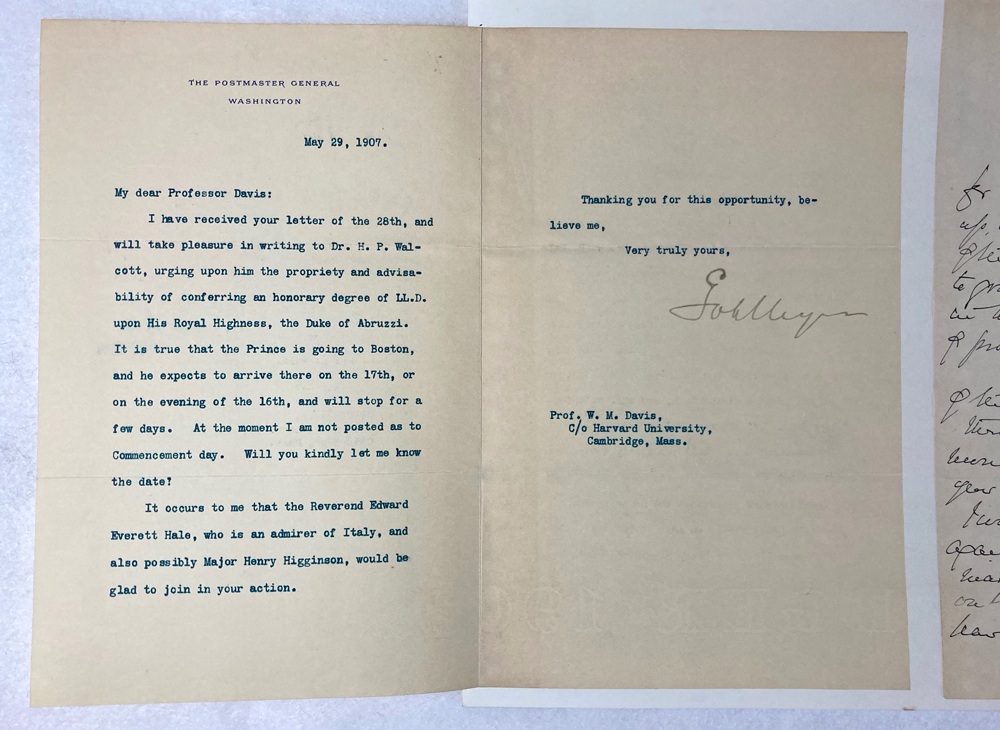 THE POSTMASTER GENERAL
WASHINGTON
May 29, 1907.
My dear Professor Davis:
I have received your letter of the 28th, and
will take pleasure in writing to Dr. H. P. Wal-
cott, urging upon him the propriety and advisa-
bility of conferring an honorary degree of LL.D.
upon His Royal Highness, the Duke of Abruzzi.
It is true that the Prince is going to Boston,
and he expects to arrive there on the 17th, or
on the evening of the 16th, and will stop for a
few days. At the moment I am not posted as to
Commencement day. Will you kindly let me know
the date?
It occurs to me that the Reverend Edward
Everett Hale, who is an admirer of Italy, and
also possibly Major Henry Higginson, would be
glad to join in your action.
Thanking you for this opportunity, be-
lieve me,
Very truly yours,
Prof. W. M. Davis,
C/o Harvard University,
Cambridge, Mass.
for